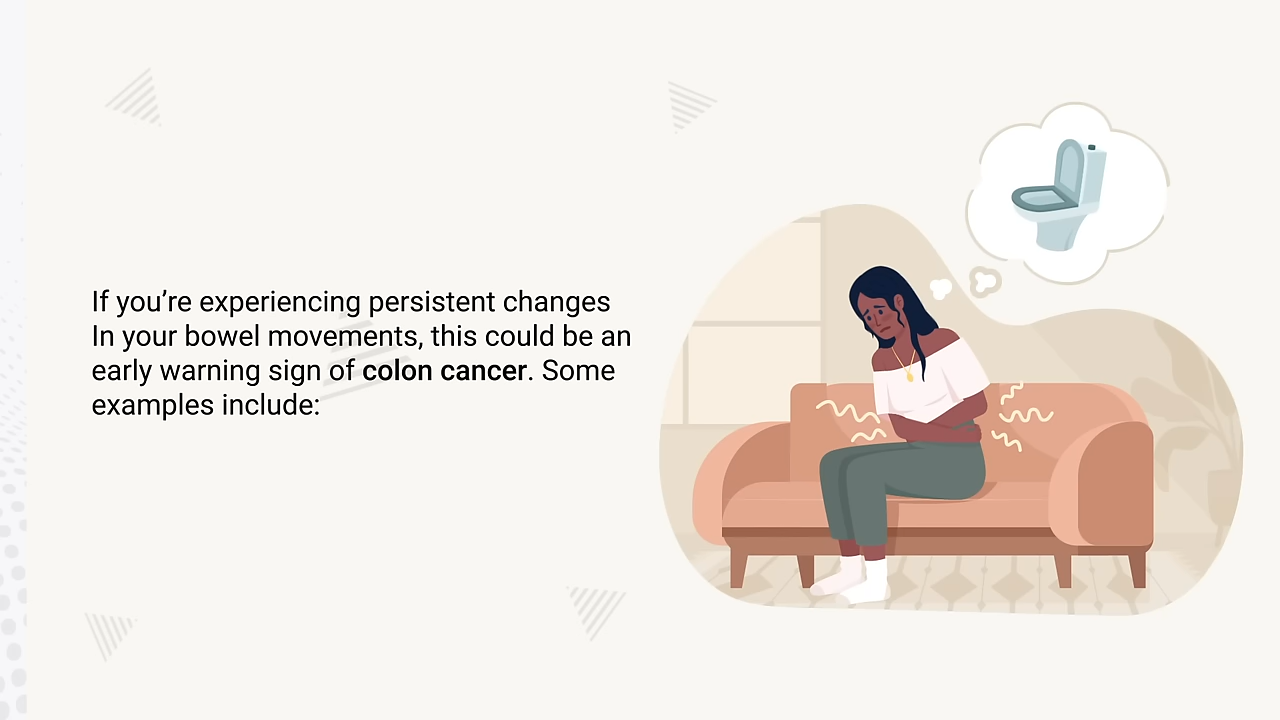 If you’re experiencing persistent changes
In your bowel movements, this could be an
early warning sign of colon cancer. Some
examples include: